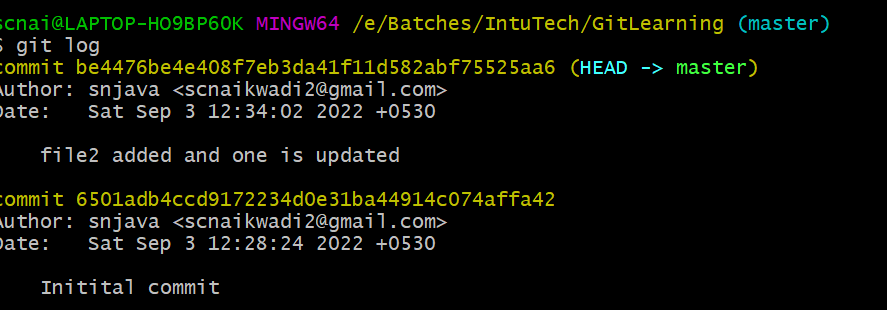 scnai@LAPTOP-HO9BP6OK MINGW64 /e/Batches/IntuTech/GitLearning (master)
$ git log
commit be4476be4e408f7eb3da41f11d582abf75525aa6 (HEAD -> master)
Author: snjava <scnaikwadi2@gmail.com>
Date:   Sat Sep 3 12:34:02 2022 +0530
file2 added and one is updated
commit 6501adb4ccd9172234d0e31ba44914c074affa42
Author: snjava <scnaikwadi2@gmail.com>
Date:   Sat Sep 3 12:28:24 2022 +0530
Initital commit